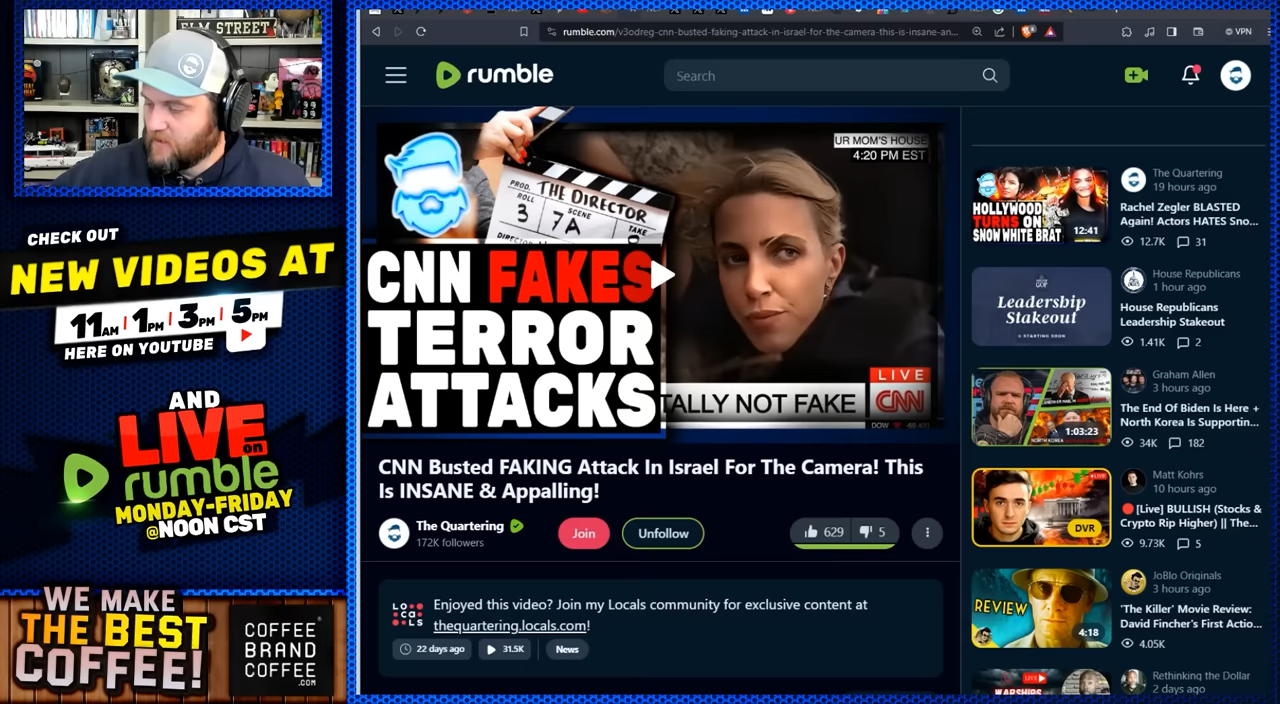 ELM STREET
CHECK OUT
NEW VIDEOS AT
11AM | 1PM | 3PM | 5PM
HERE ON YOUTUBE
AND
LIVE
on
rumble
MONDAY-FRIDAY
@NOON CST
WE MAKE
THE BEST
COFFEE!
COFFEE
BRAND
COFFEE
.COM
rumble.com/v3odreg-cnn-busted-faking-attack-in-israel-for-the-camera-this-is-insane-an...
VPN
rumble
Search
PROD. THE DIRECTOR
ROLL SCENE TAKE
3 7A
UR MOM'S HOUSE
4:20 PM EST
CNN FAKES
TERROR
ATTACKS
LIVE
CNN
TALLY NOT FAKE
CNN Busted FAKING Attack In Israel For The Camera! This
Is INSANE & Appalling!
The Quartering
172K followers
Join
Unfollow
629
5
LOCALS
Enjoyed this video? Join my Locals community for exclusive content at
thequartering.locals.com!
22 days ago
31.5K
News
HOLLYWOOD
TURNS ON
SNOW WHITE BRAT
12:41
The Quartering
19 hours ago
Rachel Zegler BLASTED
Again! Actors HATES Sno...
12.7K 31
Leadership
Stakeout
House Republicans
1 hour ago
House Republicans
Leadership Stakeout
1.41K 2
1:03:23
Graham Allen
3 hours ago
The End Of Biden Is Here +
North Korea Is Supportin...
34K 182
LIVE
DVR
Matt Kohrs
10 hours ago
[Live] BULLISH (Stocks &
Crypto Rip Higher) || The...
9.73K 5
REVIEW
4:18
JoBlo Originals
3 hours ago
'The Killer' Movie Review:
David Fincher's First Actio...
4.05K
LIVE
WARSHIPS
Rethinking the Dollar
2 days ago